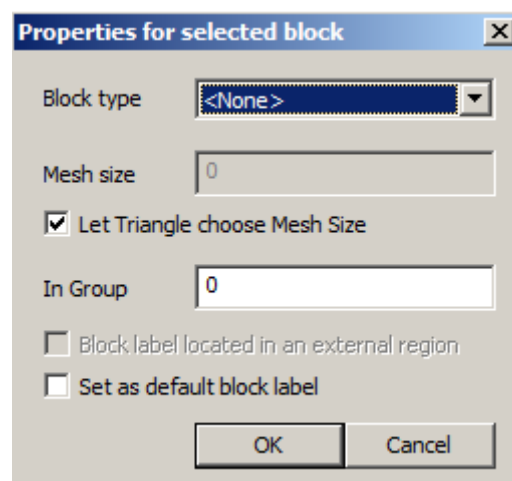 Properties for selected block
Block type <None>
Mesh size 0
Let Triangle choose Mesh Size
In Group 0
Block label located in an external region
Set as default block label
OK Cancel